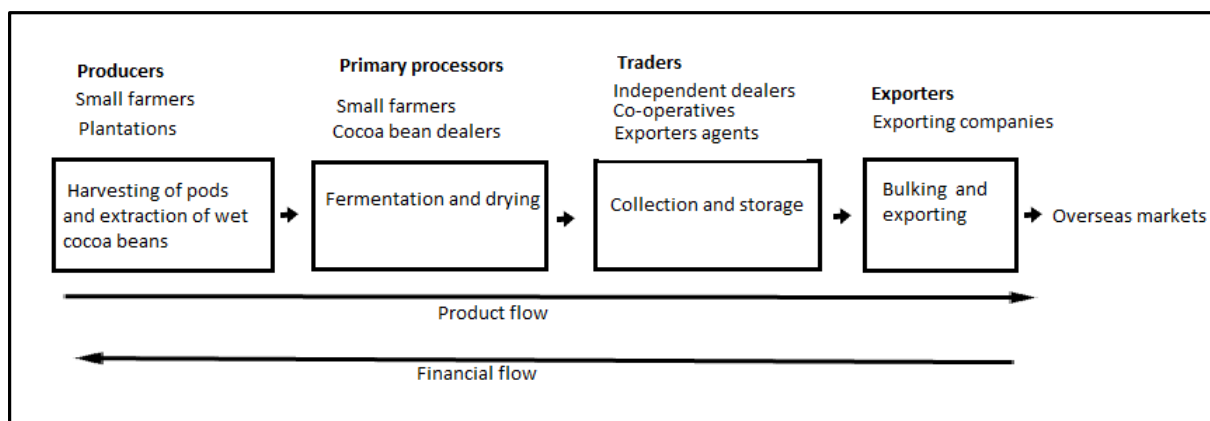 Producers
Small farmers
Plantations
Harvesting of pods
and extraction of wet
cocoa beans
Primary processors
Small farmers
Cocoa bean dealers
Fermentation and drying
Traders
Independent dealers
Co-operatives
Exporters agents
Collection and storage
Exporters
Exporting companies
Bulking and
exporting
Overseas markets
Product flow
Financial flow